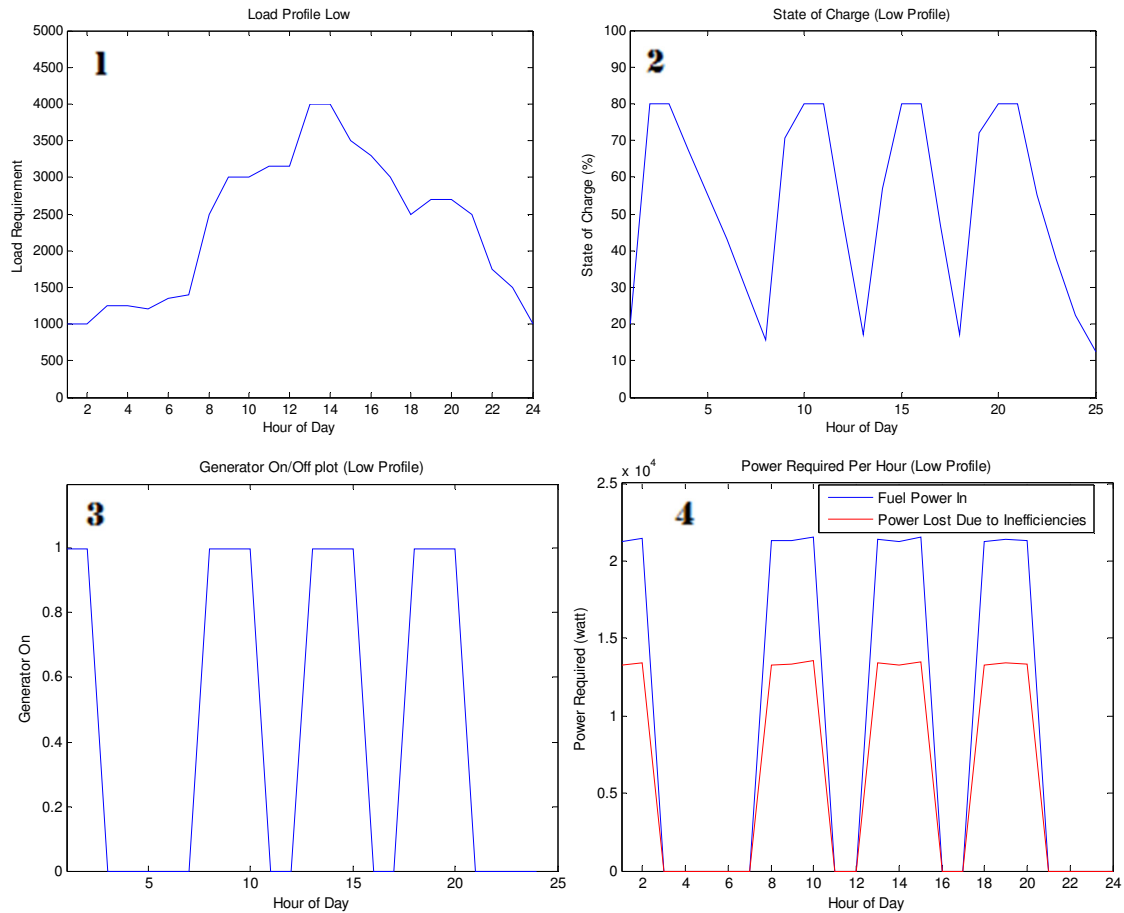 Load Profile Low
1
5000
4500
4000
3500
3000
2500
2000
1500
1000
500
0
Load Requirement
2 4 6 8 10 12 14 16 18 20 22 24
Hour of Day
State of Charge (Low Profile)
2
100
90
80
70
60
50
40
30
20
10
0
State of Charge (%)
5 10 15 20 25
Hour of Day
Generator On/Off plot (Low Profile)
3
1
0.8
0.6
0.4
0.2
0
Generator On
5 10 15 20 25
Hour of Day
Power Required Per Hour (Low Profile)
x 10^4
4
Fuel Power In
Power Lost Due to Inefficiencies
2.5
2
1.5
1
0.5
0
Power Required (watt)
2 4 6 8 10 12 14 16 18 20 22 24
Hour of Day